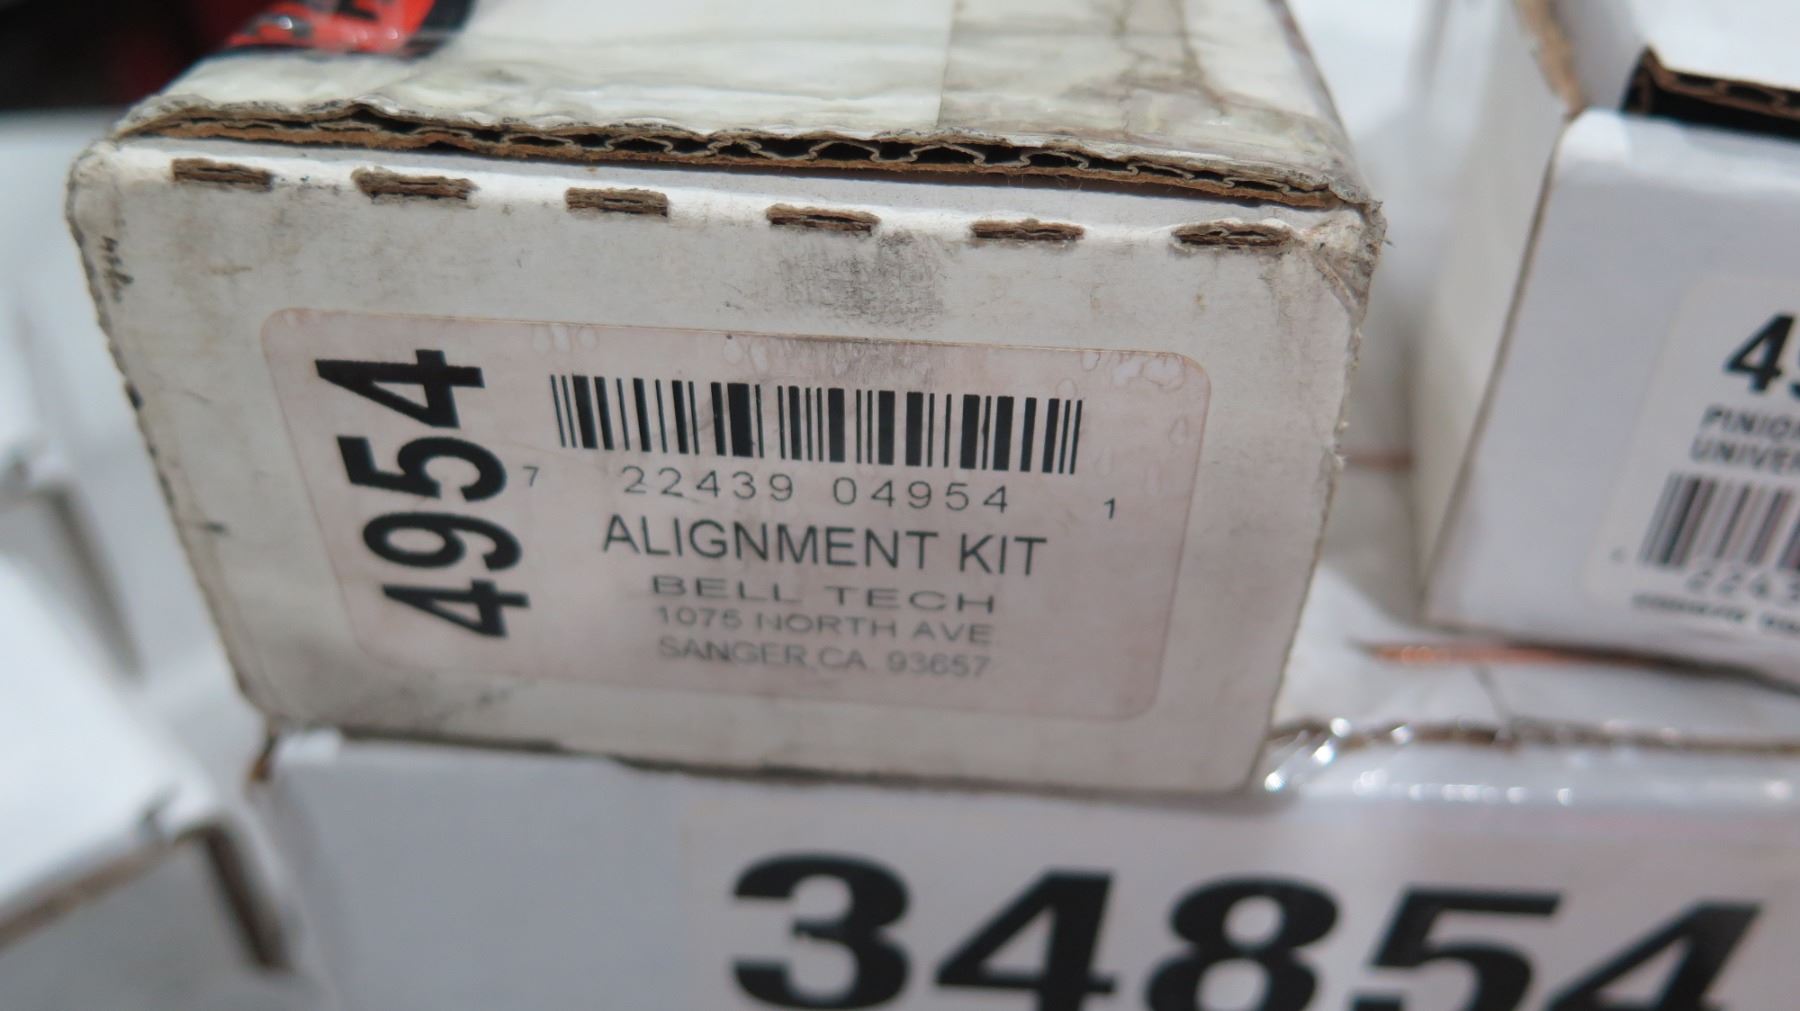 4954
7 22439 04954 1
ALIGNMENT KIT
BELL TECH
1075 NORTH AVE.
SANGER, CA. 93657
34854